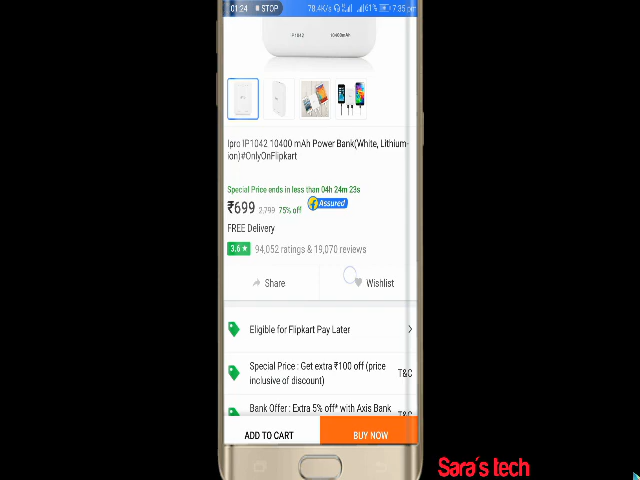 01:24 STOP 78.4K/s 61% 7:35 pm
IP1042 10400mAh
Ipro IP1042 10400 mAh Power Bank(White, Lithium-
ion)#OnlyOnFlipkart
Special Price ends in less than 04h 24m 23s
₹699 2,799 75% off Assured
FREE Delivery
3.6★ 94,052 ratings & 19,070 reviews
Share Wishlist
Eligible for Flipkart Pay Later
Special Price : Get extra ₹100 off (price
inclusive of discount) T&C
Bank Offer : Extra 5% off* with Axis Bank
T&C
ADD TO CART BUY NOW
Sara´s tech